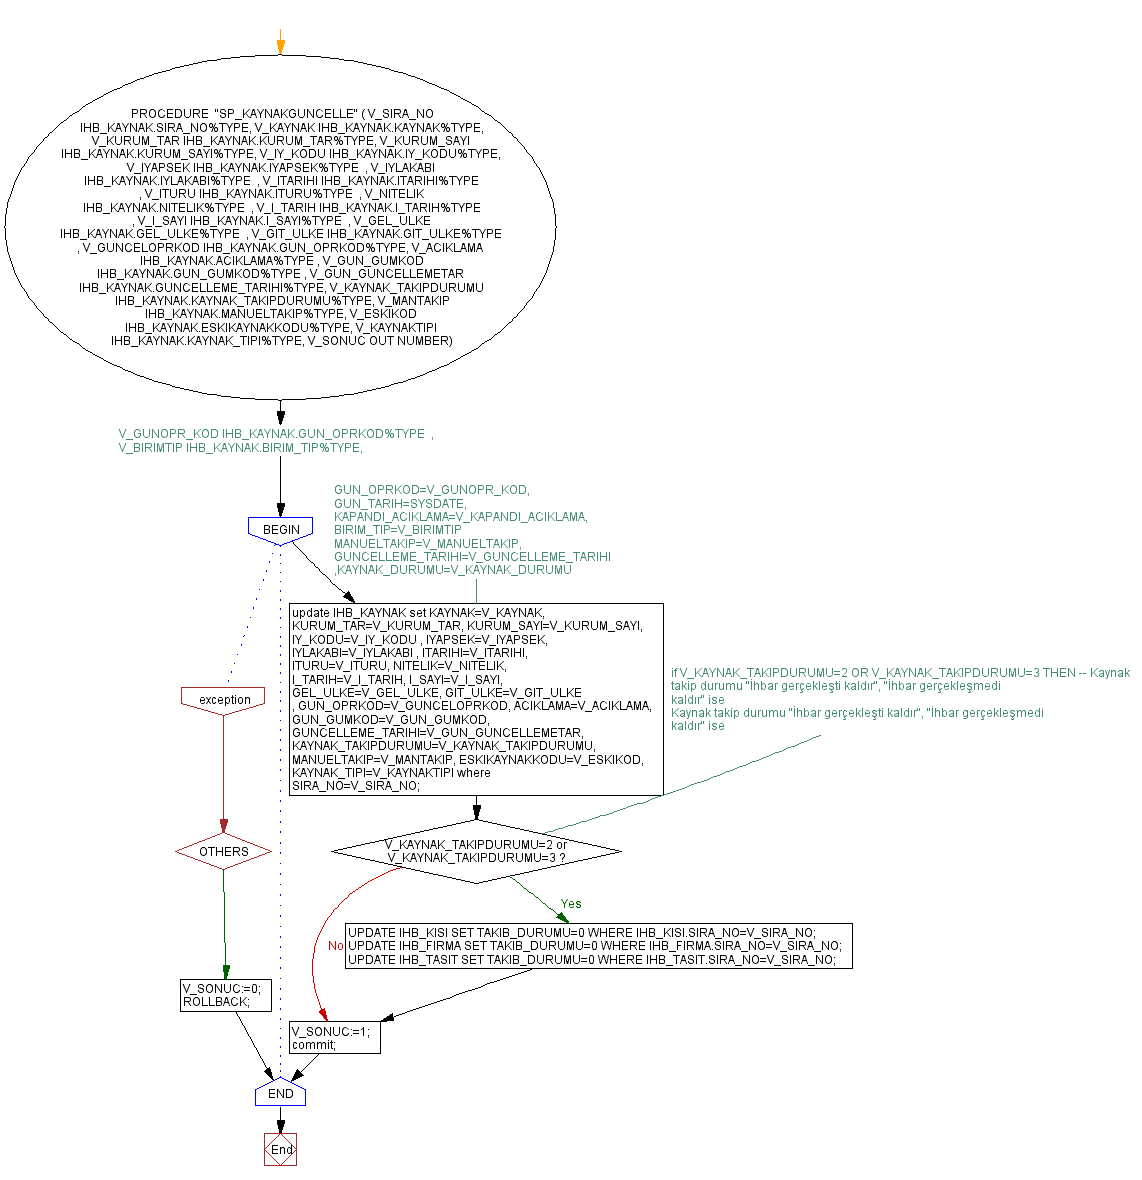 PROCEDURE "SP_KAYNAKGUNCELLE" ( V_SIRA_NO
IHB_KAYNAK.SIRA_NO%TYPE, V_KAYNAK IHB_KAYNAK.KAYNAK%TYPE,
V_KURUM_TAR IHB_KAYNAK.KURUM_TAR%TYPE, V_KURUM_SAYI
IHB_KAYNAK.KURUM_SAYI%TYPE, V_IY_KODU IHB_KAYNAK.IY_KODU%TYPE,
V_IYAPSEK IHB_KAYNAK.IYAPSEK%TYPE , V_IYLAKABI
IHB_KAYNAK.IYLAKABI%TYPE , V_ITARIHI IHB_KAYNAK.ITARIHI%TYPE
, V_ITURU IHB_KAYNAK.ITURU%TYPE , V_NITELIK
IHB_KAYNAK.NITELIK%TYPE , V_I_TARIH IHB_KAYNAK.I_TARIH%TYPE
, V_I_SAYI IHB_KAYNAK.I_SAYI%TYPE , V_GEL_ULKE
IHB_KAYNAK.GEL_ULKE%TYPE , V_GIT_ULKE IHB_KAYNAK.GIT_ULKE%TYPE
, V_GUNCELOPRKOD IHB_KAYNAK.GUN_OPRKOD%TYPE, V_ACIKLAMA
IHB_KAYNAK.ACIKLAMA%TYPE , V_GUN_GUMKOD
IHB_KAYNAK.GUN_GUMKOD%TYPE , V_GUN_GUNCELLEMETAR
IHB_KAYNAK.GUNCELLEME_TARIHI%TYPE, V_KAYNAK_TAKIPDURUMU
IHB_KAYNAK.KAYNAK_TAKIPDURUMU%TYPE, V_MANTAKIP
IHB_KAYNAK.MANUELTAKIP%TYPE, V_ESKIKOD
IHB_KAYNAK.ESKIKAYNAKKODU%TYPE, V_KAYNAKTIPI
IHB_KAYNAK.KAYNAK_TIPI%TYPE, V_SONUC OUT NUMBER)
V_GUNOPR_KOD IHB_KAYNAK.GUN_OPRKOD%TYPE ,
V_BIRIMTIP IHB_KAYNAK.BIRIM_TIP%TYPE,
BEGIN
GUN_OPRKOD=V_GUNOPR_KOD,
GUN_TARIH=SYSDATE,
KAPANDI_ACIKLAMA=V_KAPANDI_ACIKLAMA,
BIRIM_TIP=V_BIRIMTIP
MANUELTAKIP=V_MANUELTAKIP,
GUNCELLEME_TARIHI=V_GUNCELLEME_TARIHI
,KAYNAK_DURUMU=V_KAYNAK_DURUMU
update IHB_KAYNAK set KAYNAK=V_KAYNAK,
KURUM_TAR=V_KURUM_TAR, KURUM_SAYI=V_KURUM_SAYI,
IY_KODU=V_IY_KODU , IYAPSEK=V_IYAPSEK,
IYLAKABI=V_IYLAKABI , ITARIHI=V_ITARIHI,
ITURU=V_ITURU, NITELIK=V_NITELIK,
I_TARIH=V_I_TARIH, I_SAYI=V_I_SAYI,
GEL_ULKE=V_GEL_ULKE, GIT_ULKE=V_GIT_ULKE
, GUN_OPRKOD=V_GUNCELOPRKOD, ACIKLAMA=V_ACIKLAMA,
GUN_GUMKOD=V_GUN_GUMKOD,
GUNCELLEME_TARIHI=V_GUN_GUNCELLEMETAR,
KAYNAK_TAKIPDURUMU=V_KAYNAK_TAKIPDURUMU,
MANUELTAKIP=V_MANTAKIP, ESKIKAYNAKKODU=V_ESKIKOD,
KAYNAK_TIPI=V_KAYNAKTIPI where
SIRA_NO=V_SIRA_NO;
if V_KAYNAK_TAKIPDURUMU=2 OR V_KAYNAK_TAKIPDURUMU=3 THEN -- Kaynak
takip durumu "İhbar gerçekleşti kaldır", "İhbar gerçekleşmedi
kaldır" ise
Kaynak takip durumu "İhbar gerçekleşti kaldır", "İhbar gerçekleşmedi
kaldır" ise
exception
OTHERS
V_KAYNAK_TAKIPDURUMU=2 or
V_KAYNAK_TAKIPDURUMU=3 ?
Yes
No
UPDATE IHB_KISI SET TAKIB_DURUMU=0 WHERE IHB_KISI.SIRA_NO=V_SIRA_NO;
UPDATE IHB_FIRMA SET TAKIB_DURUMU=0 WHERE IHB_FIRMA.SIRA_NO=V_SIRA_NO;
UPDATE IHB_TASIT SET TAKIB_DURUMU=0 WHERE IHB_TASIT.SIRA_NO=V_SIRA_NO;
V_SONUC:=0;
ROLLBACK;
V_SONUC:=1;
commit;
END
End